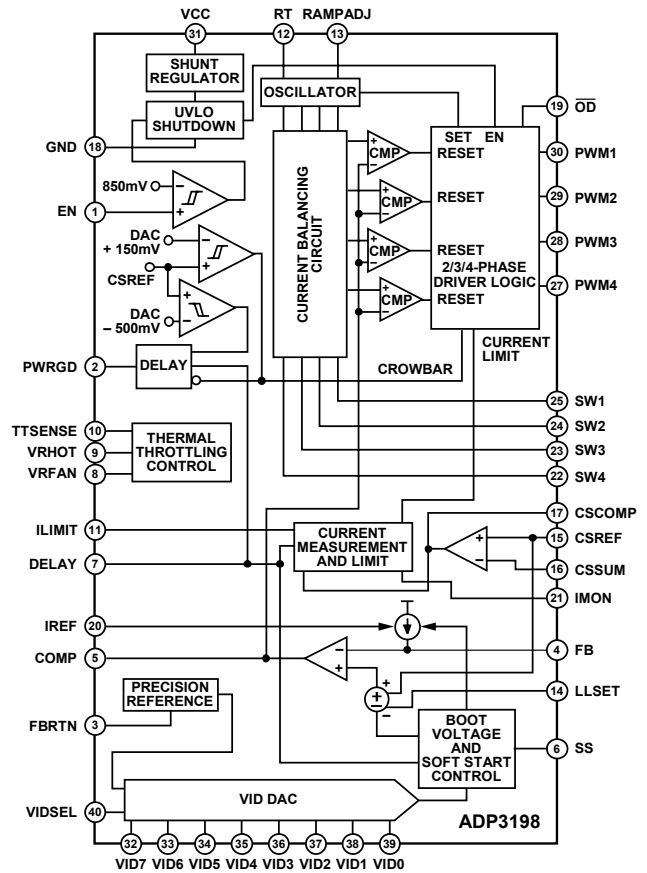 VCC RT RAMPADJ
31 12 13
SHUNT
REGULATOR
OSCILLATOR
UVLO
SHUTDOWN
19 OD
GND 18
SET EN
CMP RESET 30 PWM1
850mV –
EN 1 +
CMP RESET 29 PWM2
DAC
+ 150mV –
CSREF +
CURRENT BALANCING
CIRCUIT
CMP RESET 28 PWM3
2/3/4-PHASE
DRIVER LOGIC
CMP RESET 27 PWM4
+
DAC
– 500mV –
CURRENT
LIMIT
PWRGD 2 DELAY
CROWBAR
25 SW1
24 SW2
23 SW3
22 SW4
TTSENSE 10
VRHOT 9
VRFAN 8
THERMAL
THROTTLING
CONTROL
17 CSCOMP
ILIMIT 11
CURRENT
MEASUREMENT
AND LIMIT
+ 15 CSREF
– 16 CSSUM
DELAY 7
21 IMON
IREF 20
COMP 5
–
+
4 FB
+
±
–
14 LLSET
PRECISION
REFERENCE
FBRTN 3
BOOT
VOLTAGE
AND
SOFT START
CONTROL
6 SS
VIDSEL 40
VID DAC
ADP3198
32 33 34 35 36 37 38 39
VID7 VID6 VID5 VID4 VID3 VID2 VID1 VID0